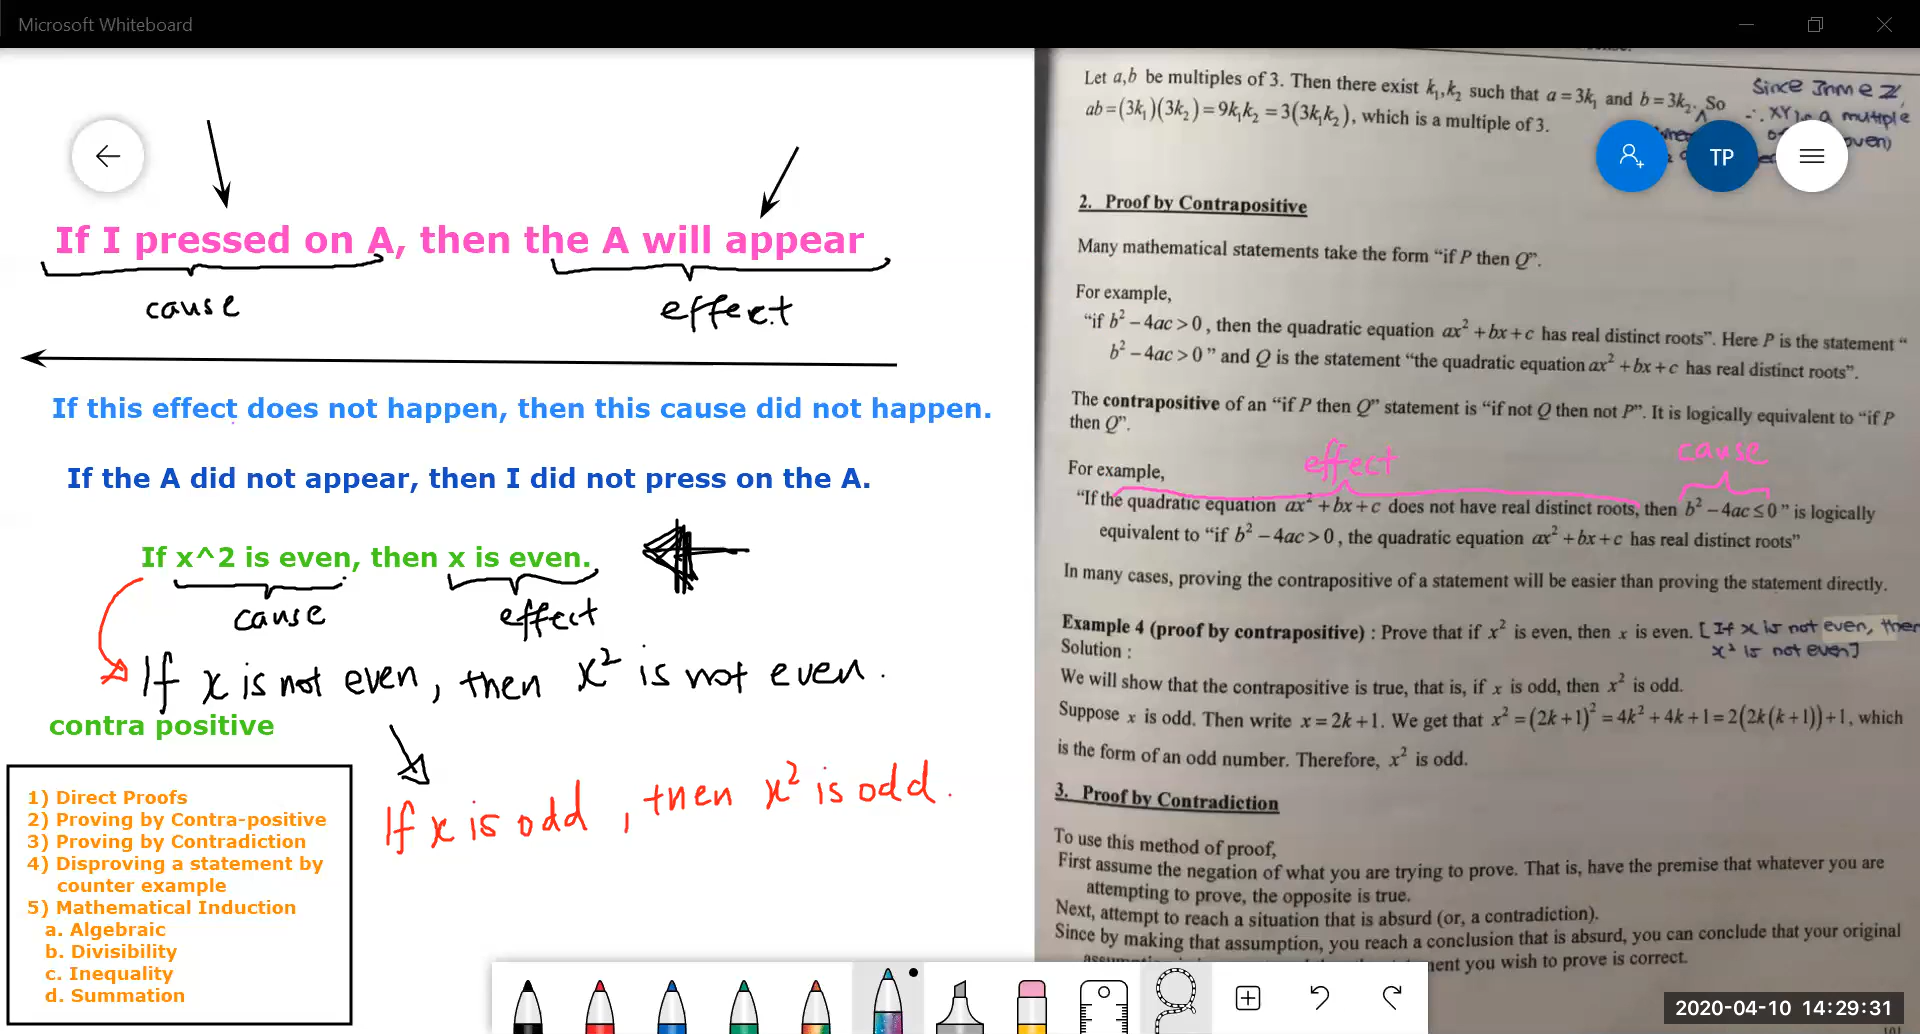 Microsoft Whiteboard
If I pressed on A, then the A will appear
cause
effect
If this effect does not happen, then this cause did not happen.
If the A did not appear, then I did not press on the A.
If x^2 is even, then x is even.
cause
effect
If x is not even, then x² is not even.
contra positive
If x is odd, then x² is odd.
1) Direct Proofs
2) Proving by Contra-positive
3) Proving by Contradiction
4) Disproving a statement by
counter example
5) Mathematical Induction
a. Algebraic
b. Divisibility
c. Inequality
d. Summation
Let a,b be multiples of 3. Then there exist k₁,k₂ such that a=3k₁ and b=3k₂. So
ab=(3k₁)(3k₂)=9k₁k₂=3(3k₁k₂), which is a multiple of 3.
Since 3nm ∈ ℤ,
∴ XY is a multiple
TP
2. Proof by Contrapositive
Many mathematical statements take the form “if P then Q”.
For example,
“if b²−4ac>0, then the quadratic equation ax²+bx+c has real distinct roots”. Here P is the statement “
b²−4ac>0” and Q is the statement “the quadratic equation ax²+bx+c has real distinct roots”.
The contrapositive of an “if P then Q” statement is “if not Q then not P”. It is logically equivalent to “if P
then Q”.
effect
cause
For example,
“If the quadratic equation ax²+bx+c does not have real distinct roots, then b²−4ac≤0” is logically
equivalent to “if b²−4ac>0, the quadratic equation ax²+bx+c has real distinct roots”
In many cases, proving the contrapositive of a statement will be easier than proving the statement directly.
Example 4 (proof by contrapositive) : Prove that if x² is even, then x is even. [If x is not even, then
x² is not even]
Solution :
We will show that the contrapositive is true, that is, if x is odd, then x² is odd.
Suppose x is odd. Then write x=2k+1. We get that x²=(2k+1)²=4k²+4k+1=2(2k(k+1))+1, which
is the form of an odd number. Therefore, x² is odd.
3. Proof by Contradiction
To use this method of proof,
First assume the negation of what you are trying to prove. That is, have the premise that whatever you are
attempting to prove, the opposite is true.
Next, attempt to reach a situation that is absurd (or, a contradiction).
Since by making that assumption, you reach a conclusion that is absurd, you can conclude that your original
you wish to prove is correct.
2020-04-10 14:29:31